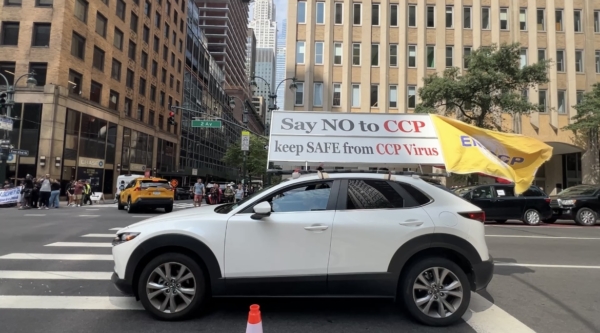 Say NO to CCP
keep SAFE from CCP Virus